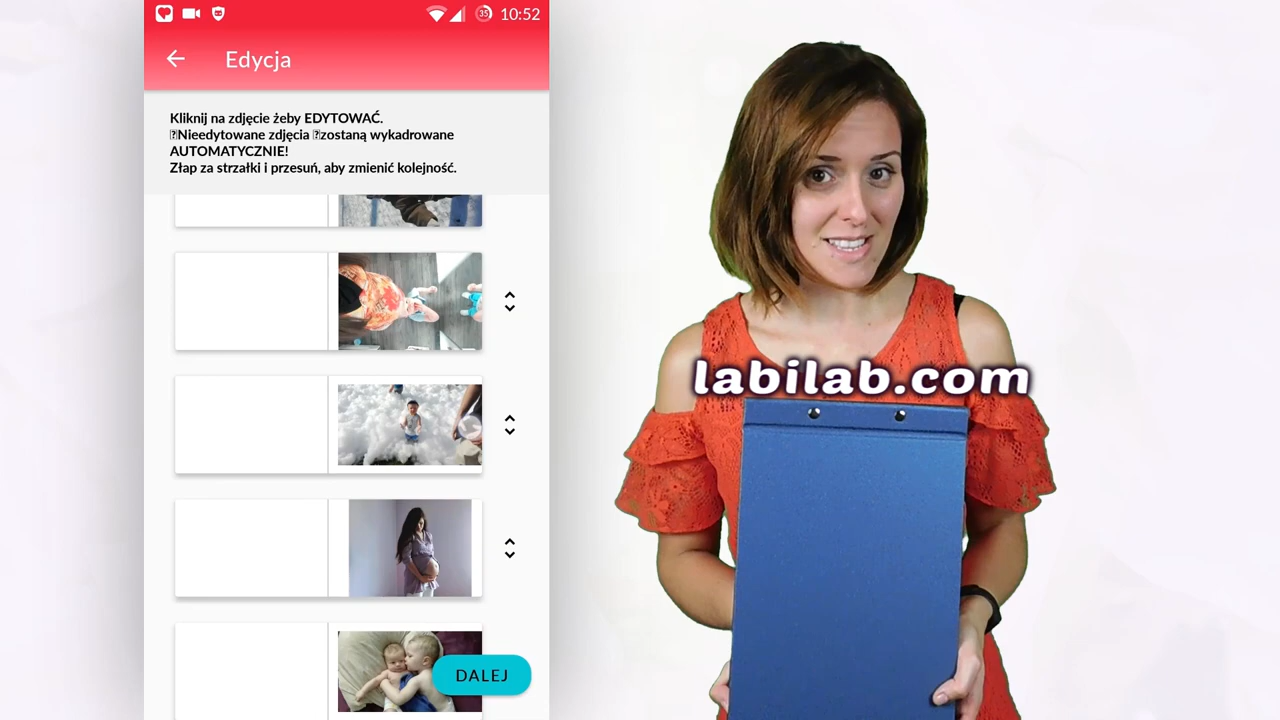 35 10:52
Edycja
Kliknij na zdjęcie żeby EDYTOWAĆ.
Nieedytowane zdjęcia zostaną wykadrowane
AUTOMATYCZNIE!
Złap za strzałki i przesuń, aby zmienić kolejność.
labilab.com
DALEJ